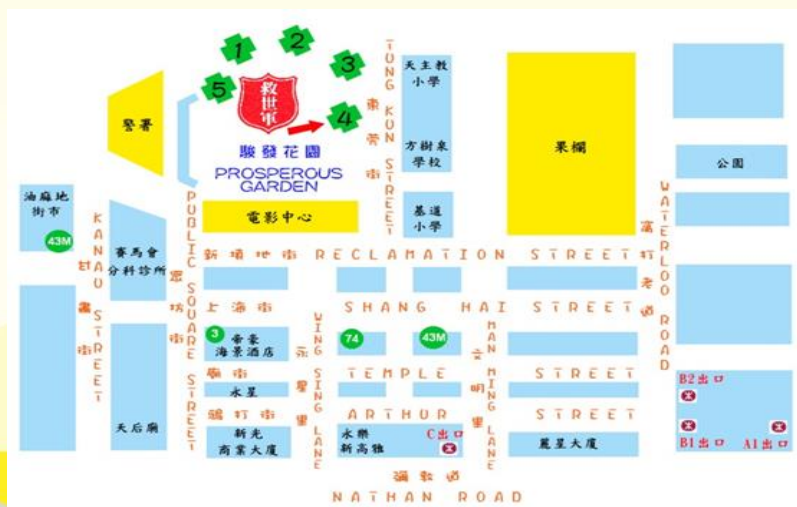 1
2
3
5
4
救世軍
駿發花園
PROSPEROUS
GARDEN
警署
東莞街
TUNG KUN STREET
天主教
小學
方樹泉
學校
基道
小學
果欄
公園
油麻地
街市
43M
KANAU STREET
甘肅街
賽馬會
分科診所
眾坊街
PUBLIC SQUARE STREET
電影中心
新填地街 RECLAMATION STREET
窩打老道
WATERLOO ROAD
上海街 SHANG HAI STREET
3
帝豪
海景酒店
永星里
WING SING LANE
74
43M
文明里
MAN MING LANE
廟街 TEMPLE STREET
永星
鴉打街 ARTHUR STREET
天后廟
新光
商業大廈
永樂
新高雅
C出口
麗星大廈
B2出口
B1出口
A1出口
彌敦道
NATHAN ROAD